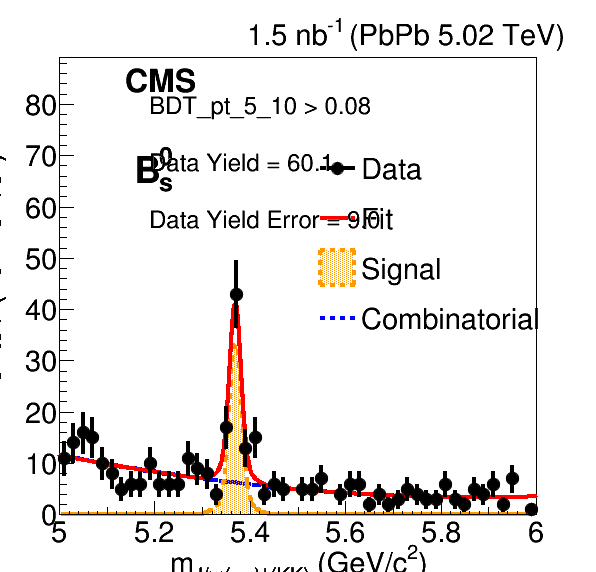 1.5 nb-1 (PbPb 5.02 TeV)
CMS
BDT_pt_5_10 > 0.08
B0s
Data Yield = 60.1
Data Yield Error = 9.0
Data
Fit
Signal
Combinatorial
80
70
60
50
40
30
20
10
0
5
5.2
5.4
5.6
5.8
6
m (GeV/c2)